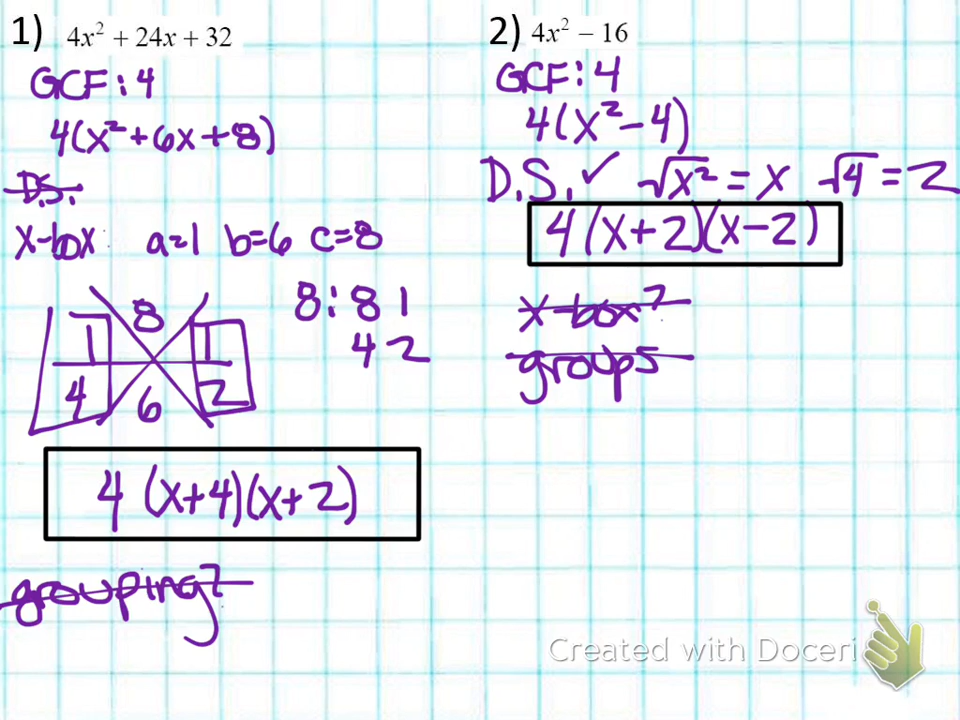 1) 4x² + 24x + 32
GCF: 4
4(x² + 6x + 8)
D.S.
x-box: a=1 b=6 c=8
8: 8 1
4 2
8
1 1
4 6 2
4 (x+4)(x+2)
grouping?
2) 4x² − 16
GCF: 4
4(x² − 4)
D.S. ✓ √x² = x √4 = 2
4(x+2)(x−2)
x-box?
groups
Created with Doceri